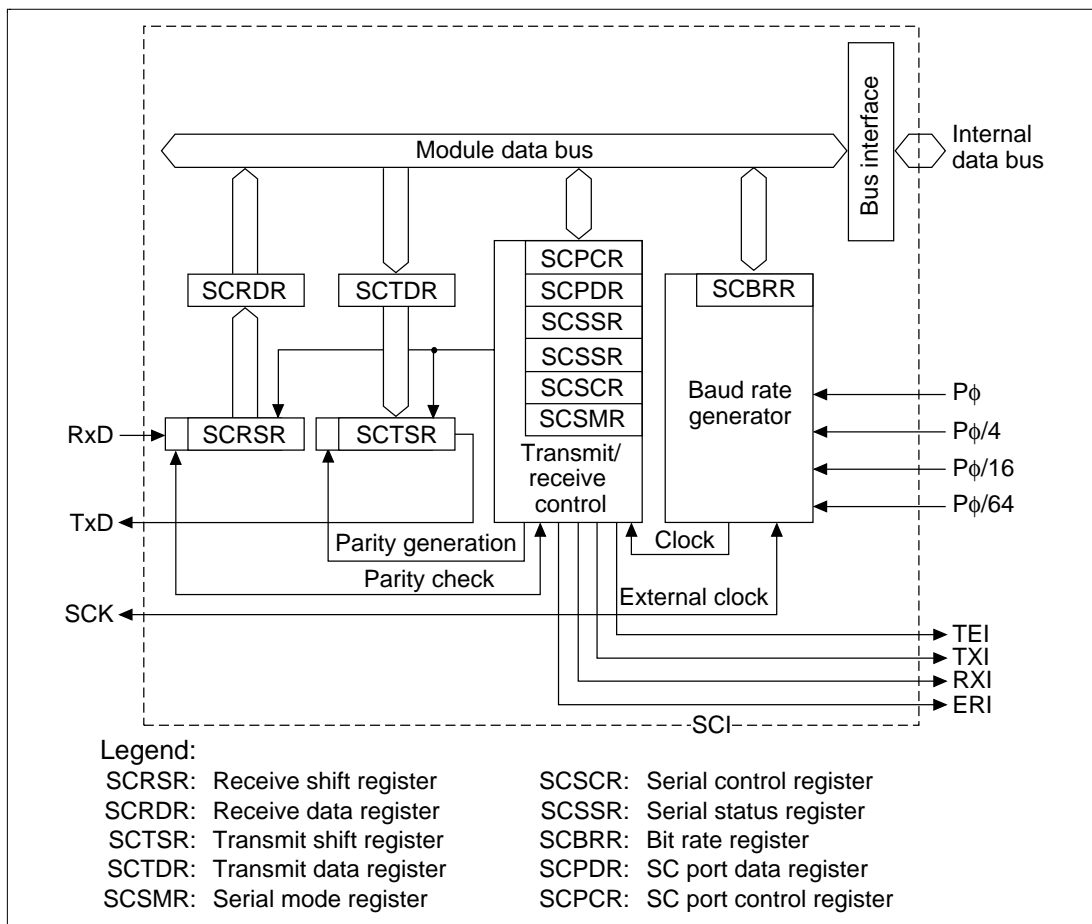 Bus interface
Internal
data bus
Module data bus
SCPCR
SCRDR
SCTDR
SCPDR
SCBRR
SCSSR
SCSSR
SCSCR
SCSMR
Baud rate
generator
Pϕ
Pϕ/4
Pϕ/16
Pϕ/64
RxD
SCRSR
SCTSR
Transmit/
receive
control
TxD
Parity generation
Clock
Parity check
External clock
SCK
TEI
TXI
RXI
ERI
SCI
Legend:
SCRSR: Receive shift register
SCRDR: Receive data register
SCTSR: Transmit shift register
SCTDR: Transmit data register
SCSMR: Serial mode register
SCSCR: Serial control register
SCSSR: Serial status register
SCBRR: Bit rate register
SCPDR: SC port data register
SCPCR: SC port control register